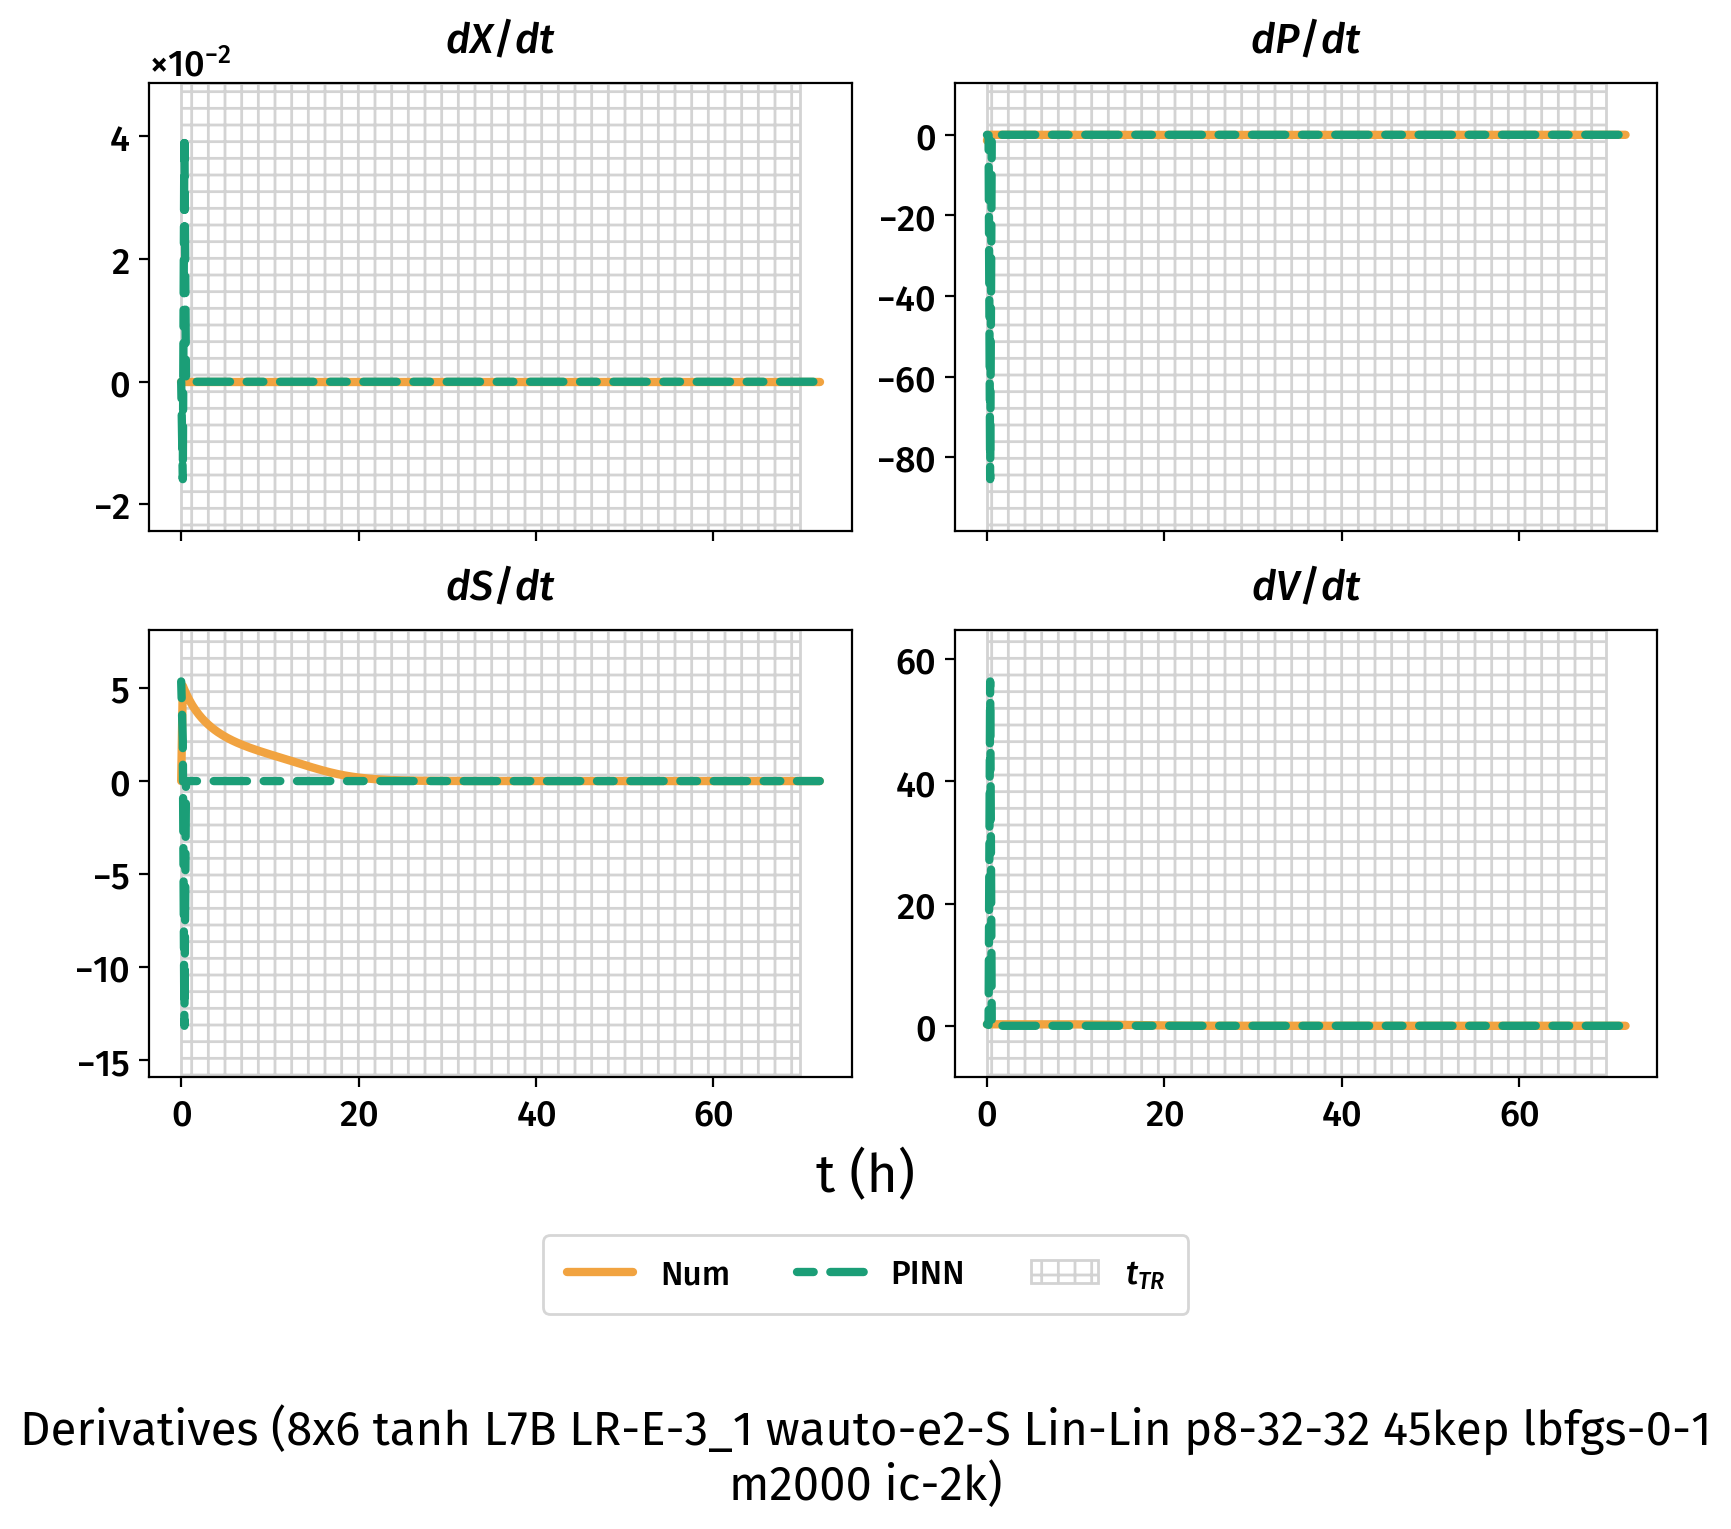 dX/dt
dP/dt
×10⁻²
4
2
0
−2
0
−20
−40
−60
−80
dS/dt
dV/dt
5
0
−5
−10
−15
60
40
20
0
0 20 40 60
0 20 40 60
t (h)
Num PINN t_TR
Derivatives (8x6 tanh L7B LR-E-3_1 wauto-e2-S Lin-Lin p8-32-32 45kep lbfgs-0-1
m2000 ic-2k)